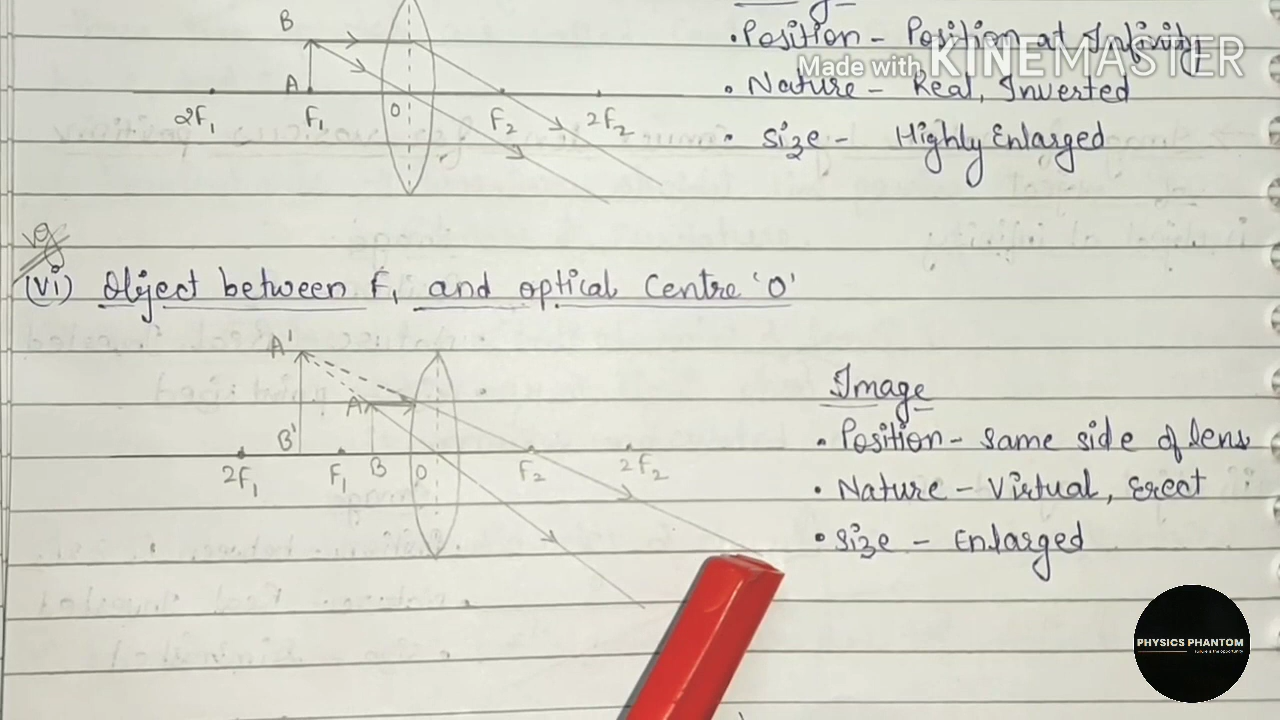 B
• Position - Position at Infinity
Made with KINEMASTER
A
• Nature - Real, Inverted
2F1 F1 O F2 2F2
• Size - Highly Enlarged
(vi) Object between F1 and optical Centre 'O'
A'
Image
A
B'
• Position - same side of lens
2F1 F1 B O F2 2F2
• Nature - Virtual, Erect
• Size - Enlarged
PHYSICS PHANTOM